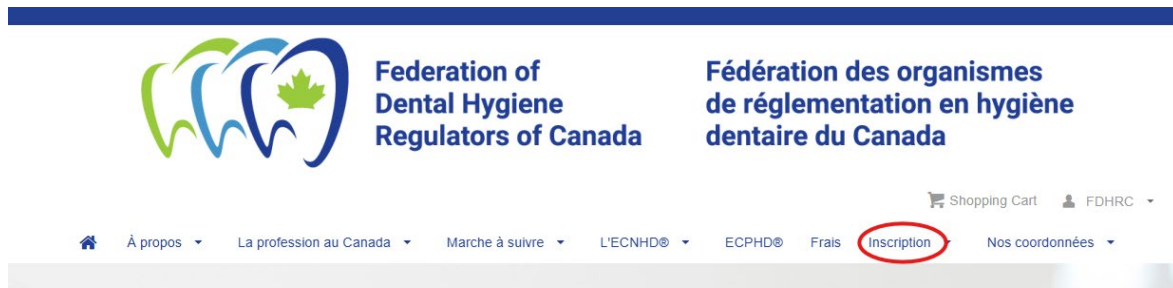 Federation of
Dental Hygiene
Regulators of Canada
Fédération des organismes
de réglementation en hygiène
dentaire du Canada
Shopping Cart FDHRC
À propos La profession au Canada Marche à suivre L'ECNHD® ECPHD® Frais Inscription Nos coordonnées